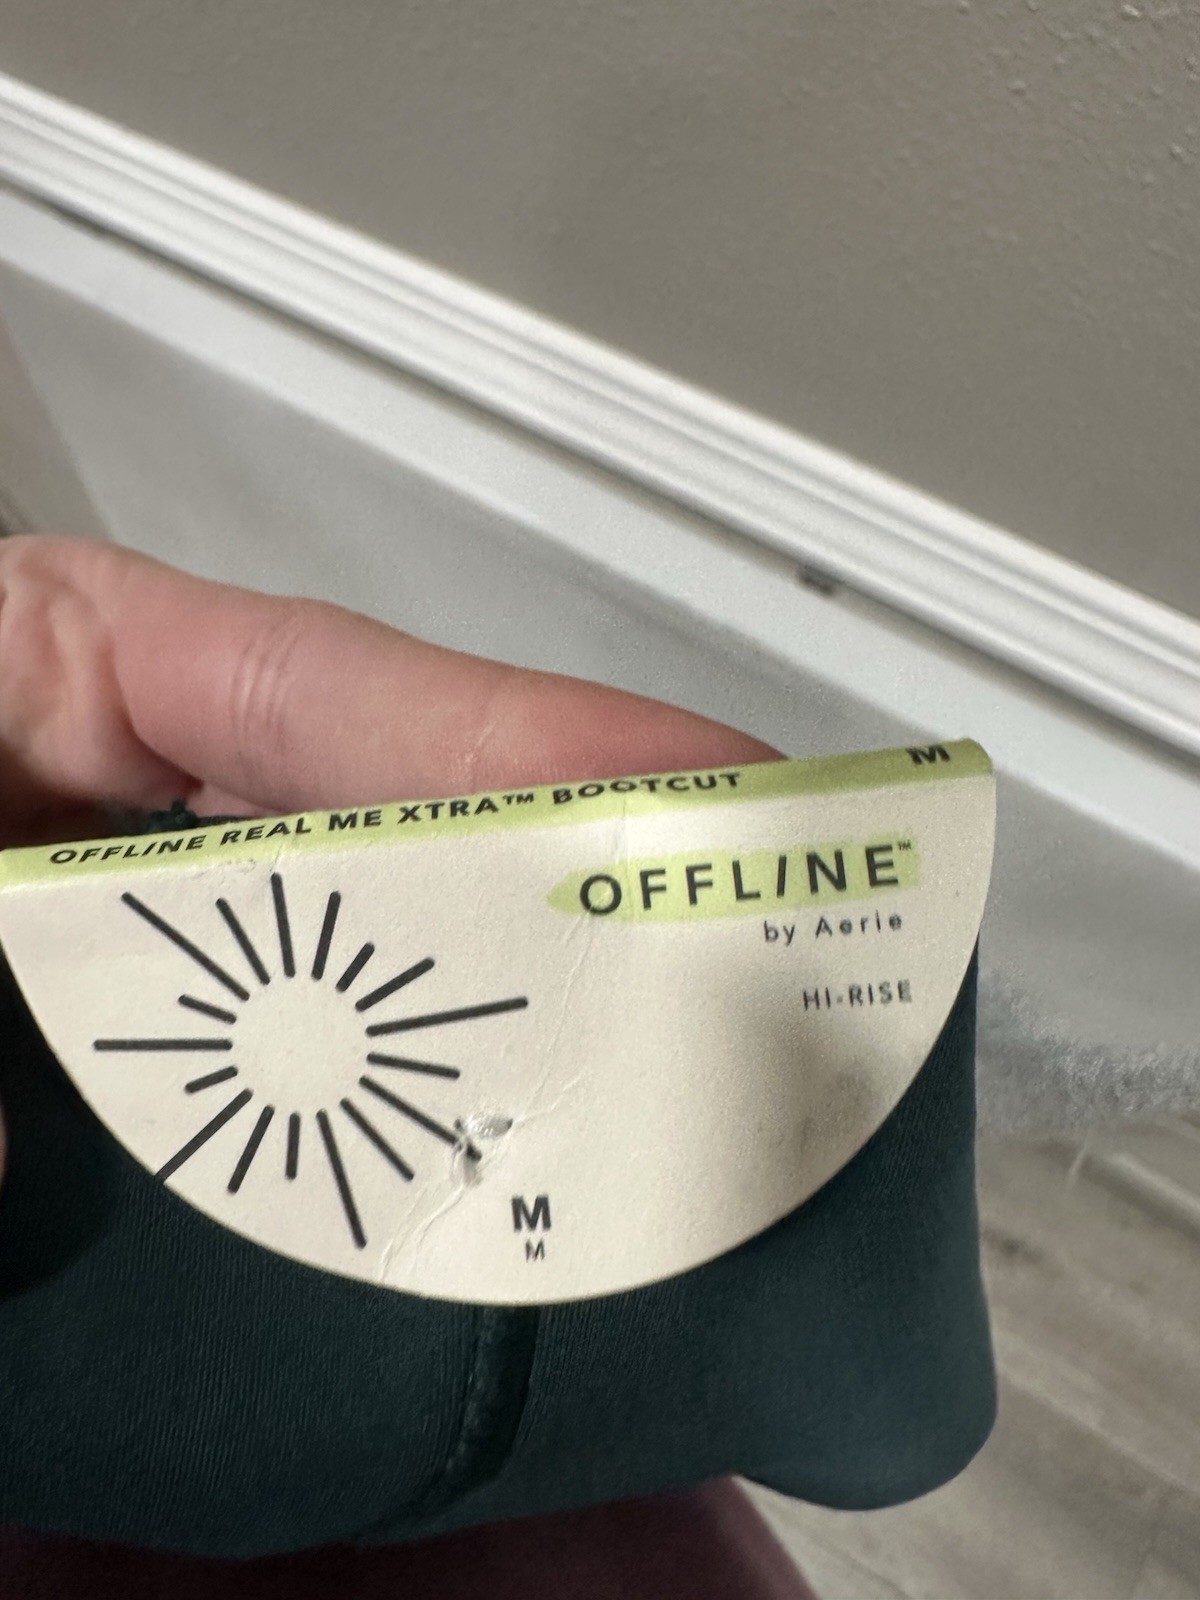 OFFLINE REAL ME XTRA™ BOOTCUT M
OFFLINE™
by Aerie
HI-RISE
M
M